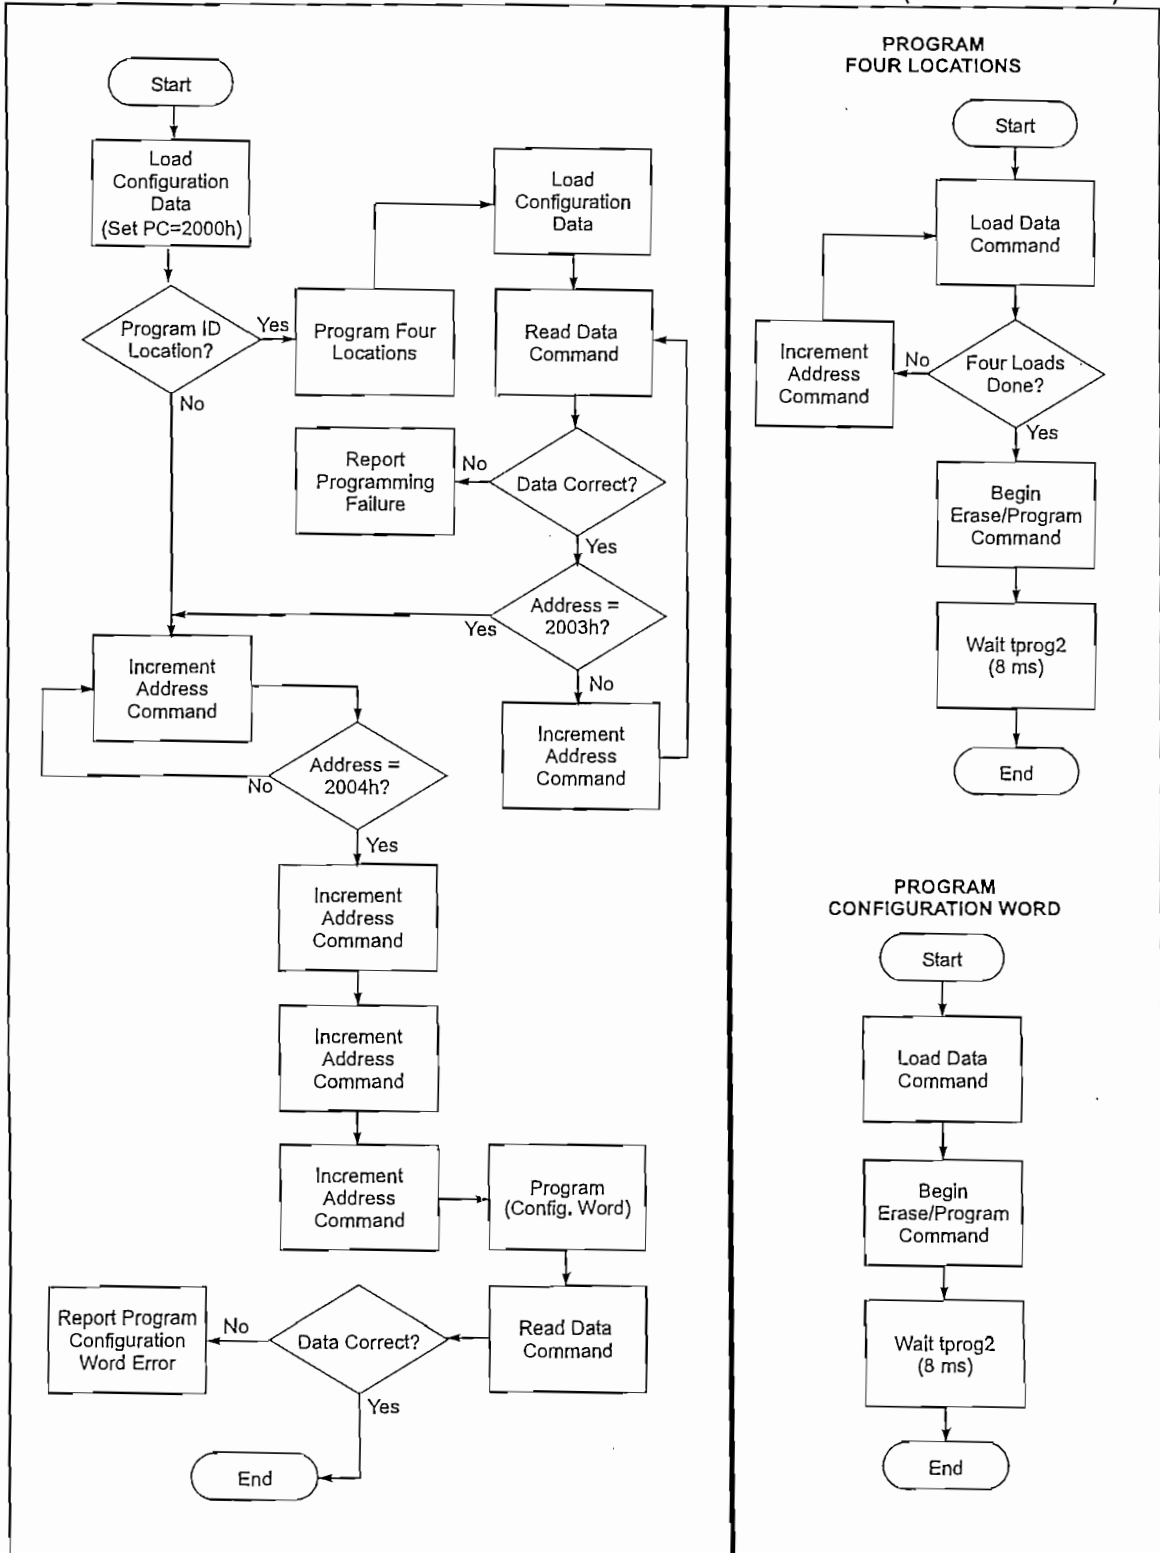 Start
Load
Configuration
Data
(Set PC=2000h)
Program ID
Location?
Yes
No
Program Four
Locations
Load
Configuration
Data
Read Data
Command
Data Correct?
No
Yes
Report
Programming
Failure
Address =
2003h?
Yes
No
Increment
Address
Command
Increment
Address
Command
Address =
2004h?
No
Yes
Increment
Address
Command
Increment
Address
Command
Increment
Address
Command
Program
(Config. Word)
Read Data
Command
Data Correct?
No
Yes
Report Program
Configuration
Word Error
End
PROGRAM
FOUR LOCATIONS
Start
Load Data
Command
Four Loads
Done?
No
Yes
Increment
Address
Command
Begin
Erase/Program
Command
Wait tprog2
(8 ms)
End
PROGRAM
CONFIGURATION WORD
Start
Load Data
Command
Begin
Erase/Program
Command
Wait tprog2
(8 ms)
End